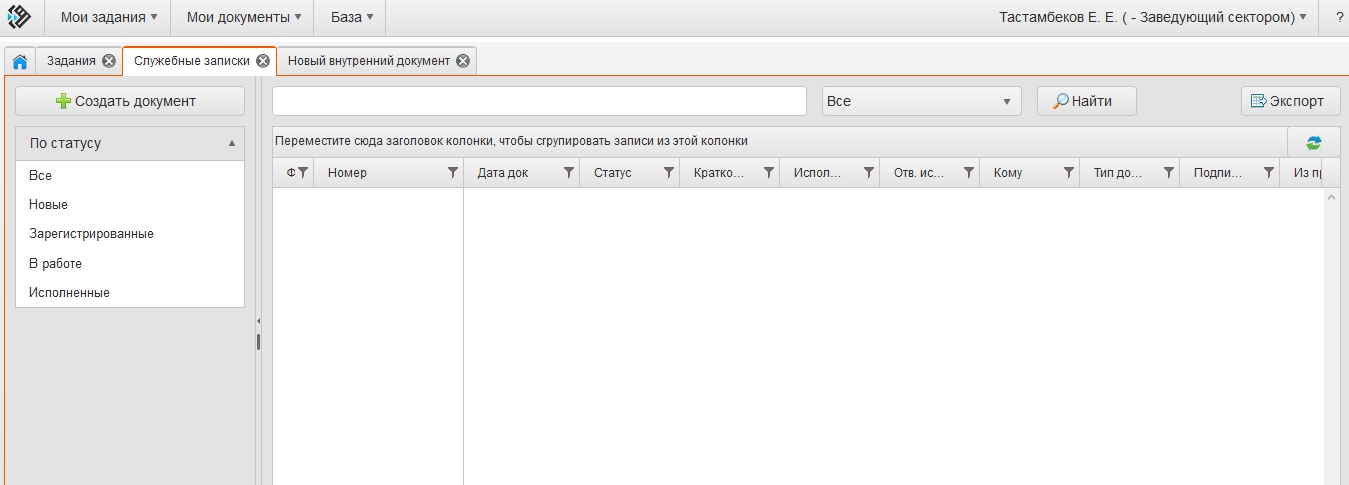 Мои задания Мои документы База Тастамбеков Е. Е. ( - Заведующий сектором) ?
Задания Служебные записки Новый внутренний документ
Создать документ Все Найти Экспорт
По статусу
Все
Новые
Зарегистрированные
В работе
Исполненные
Переместите сюда заголовок колонки, чтобы сгрупировать записи из этой колонки
Ф Номер Дата док Статус Кратко... Испол... Отв. ис... Кому Тип до... Подпи... Из пр